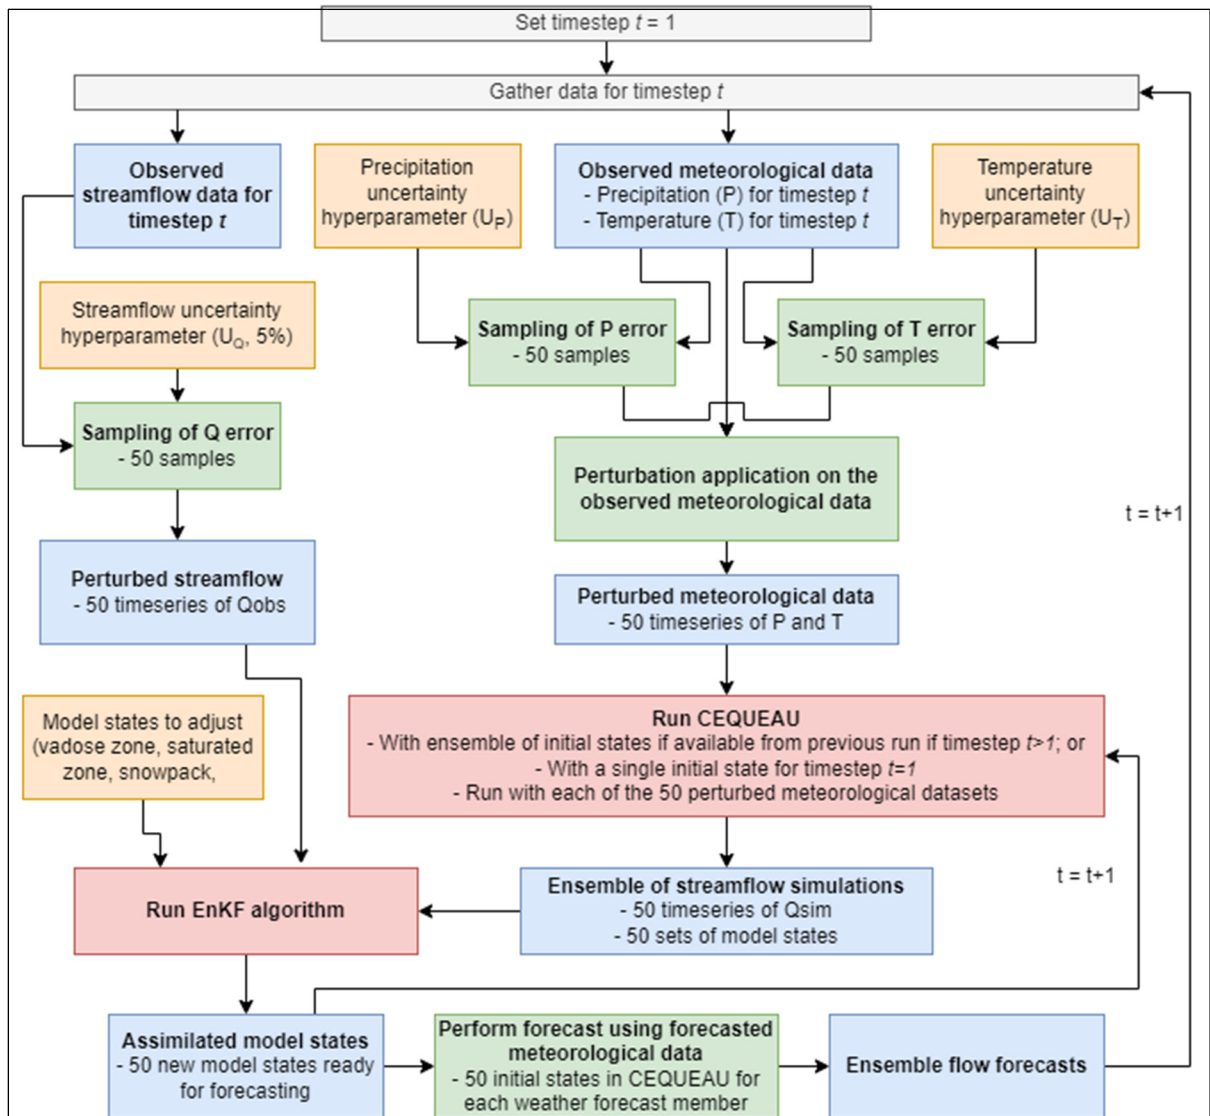 Set timestep t = 1
Gather data for timestep t
Observed
streamflow data for
timestep t
Precipitation
uncertainty
hyperparameter (UP)
Observed meteorological data
- Precipitation (P) for timestep t
- Temperature (T) for timestep t
Temperature
uncertainty
hyperparameter (UT)
Streamflow uncertainty
hyperparameter (UQ, 5%)
Sampling of P error
- 50 samples
Sampling of T error
- 50 samples
Sampling of Q error
- 50 samples
Perturbation application on the
observed meteorological data
t = t+1
Perturbed streamflow
- 50 timeseries of Qobs
Perturbed meteorological data
- 50 timeseries of P and T
Model states to adjust
(vadose zone, saturated
zone, snowpack,
Run CEQUEAU
- With ensemble of initial states if available from previous run if timestep t>1; or
- With a single initial state for timestep t=1
- Run with each of the 50 perturbed meteorological datasets
Run EnKF algorithm
Ensemble of streamflow simulations
- 50 timeseries of Qsim
- 50 sets of model states
t = t+1
Assimilated model states
- 50 new model states ready
for forecasting
Perform forecast using forecasted
meteorological data
- 50 initial states in CEQUEAU for
each weather forecast member
Ensemble flow forecasts